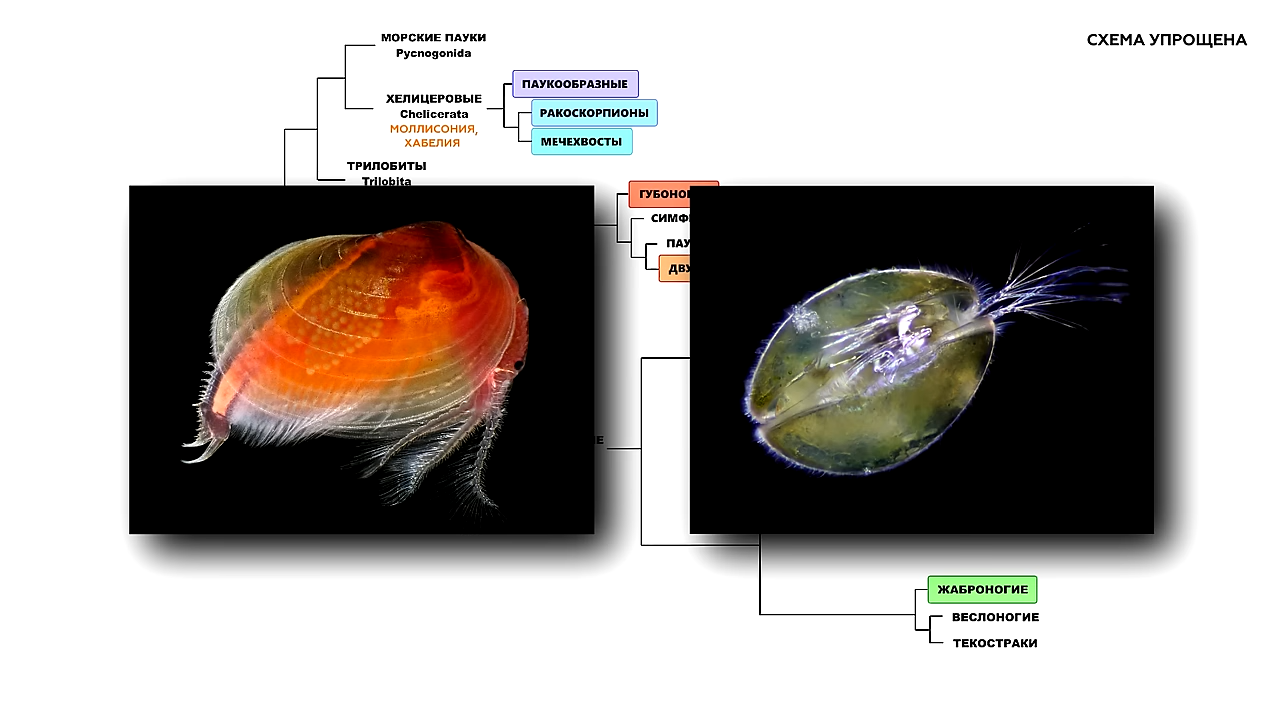 СХЕМА УПРОЩЕНА
МОРСКИЕ ПАУКИ
Pycnogonida
ХЕЛИЦЕРОВЫЕ
Chelicerata
МОЛЛИСОНИЯ,
ХАБЕЛИЯ
ПАУКООБРАЗНЫЕ
РАКОСКОРПИОНЫ
МЕЧЕХВОСТЫ
ТРИЛОБИТЫ
Trilobita
ЖАБРОНОГИЕ
ВЕСЛОНОГИЕ
ТЕКОСТРАКИ